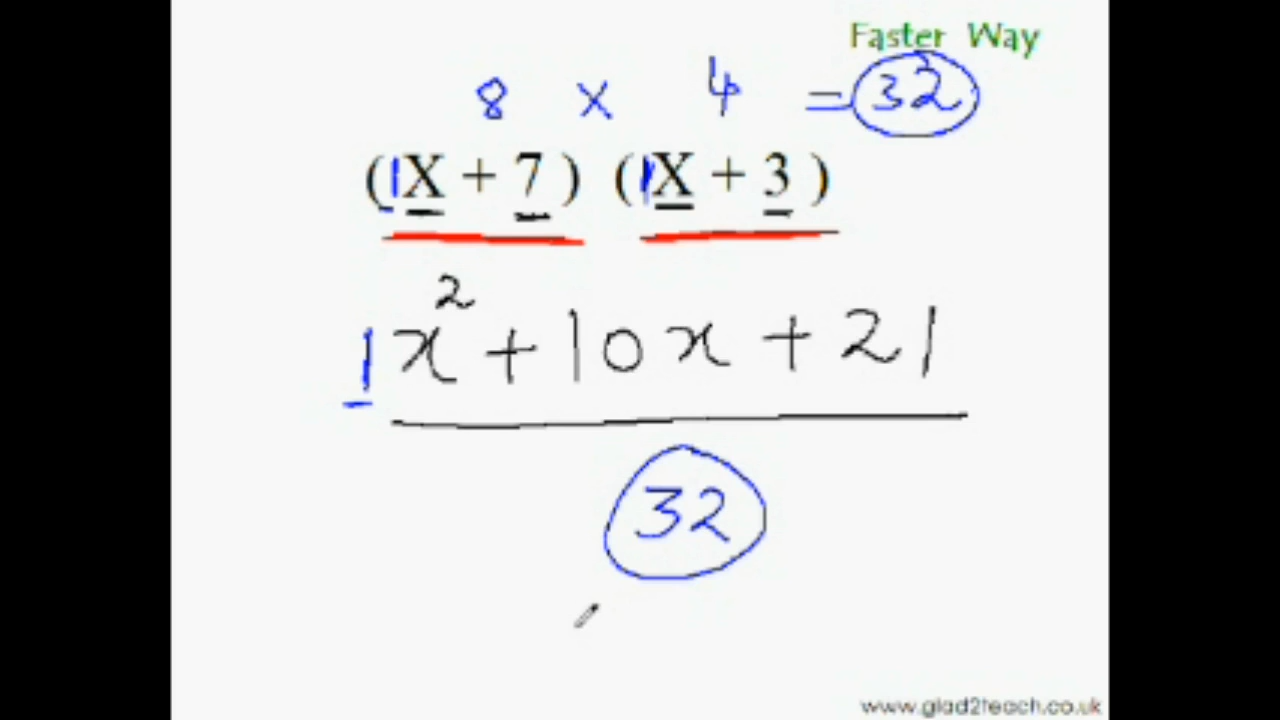 Faster Way
8 x 4 = 32
(1X + 7) (1X + 3)
1x² + 10x + 21
32
www.glad2teach.co.uk